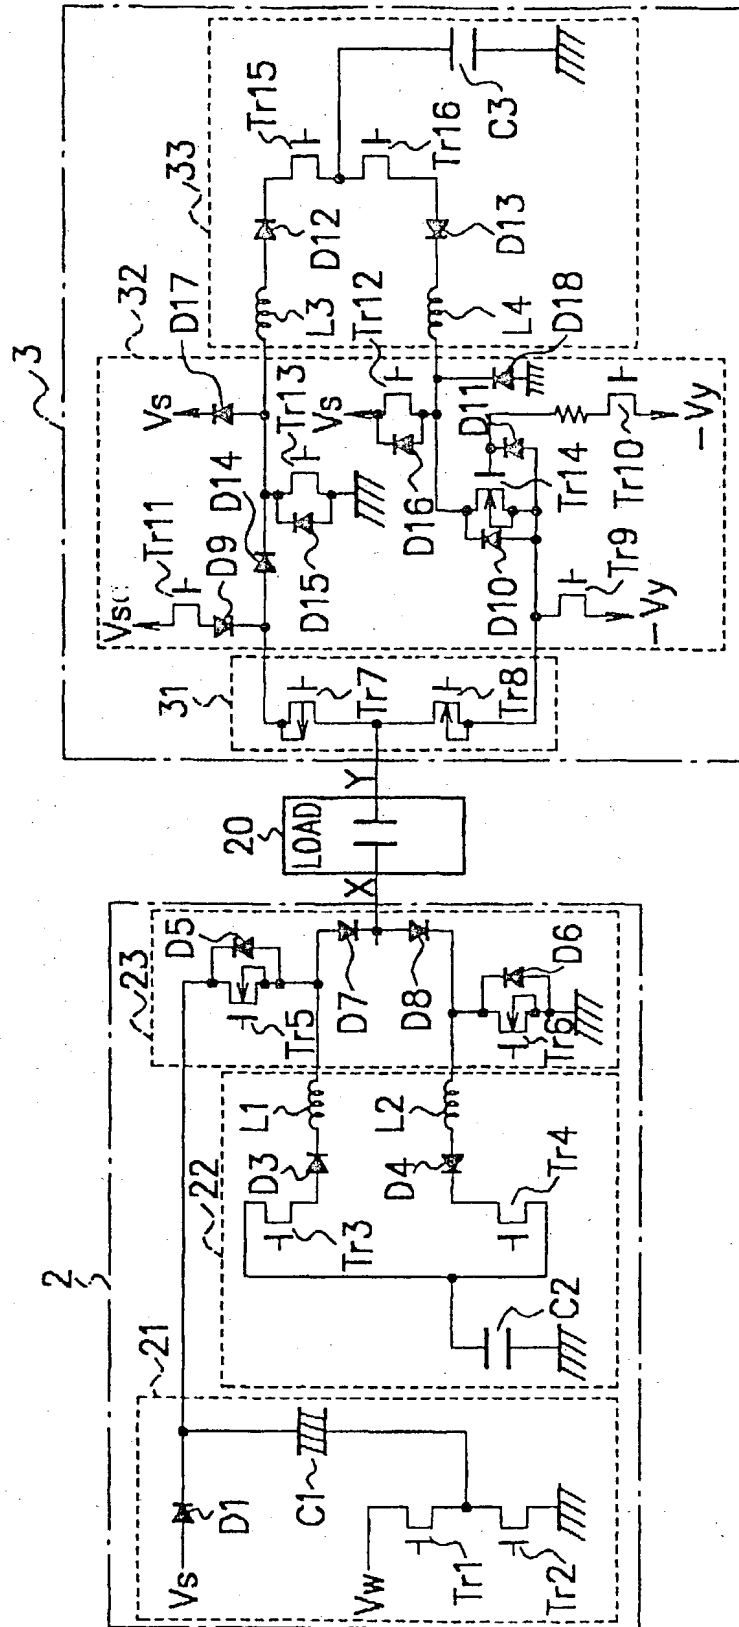 2
21
Vs
D1
C1
Vw
Tr1
Tr2
22
Tr3
D3
L1
D4
L2
Tr4
C2
23
D5
Tr5
D7
D8
D6
Tr6
X
20
LOAD
Y
3
31
Tr7
Tr8
32
Tr11
D9
D14
Vs
D17
Tr13
D15
Vs
Tr12
D16
D11
D18
D10
Tr14
Tr9
-Vy
Tr10
-Vy
33
L3
D12
Tr15
L4
D13
Tr16
C3